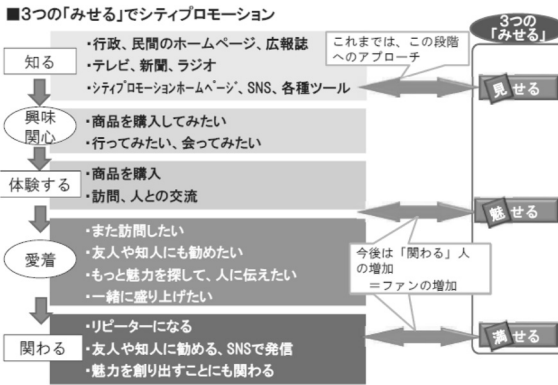 ■3つの「みせる」でシティプロモーション
3つの
「みせる」
知る
・行政、民間のホームページ、広報誌
・テレビ、新聞、ラジオ
・シティプロモーションホームページ、SNS、各種ツール
これまでは、この段階
へのアプローチ
見せる
興味
関心
・商品を購入してみたい
・行ってみたい、会ってみたい
体験する
・商品を購入
・訪問、人との交流
魅せる
愛着
・また訪問したい
・友人や知人にも勧めたい
・もっと魅力を探して、人に伝えたい
・一緒に盛り上げたい
今後は「関わる」人
の増加
＝ファンの増加
関わる
・リピーターになる
・友人や知人に勧める、SNSで発信
・魅力を創り出すことにも関わる
満せる